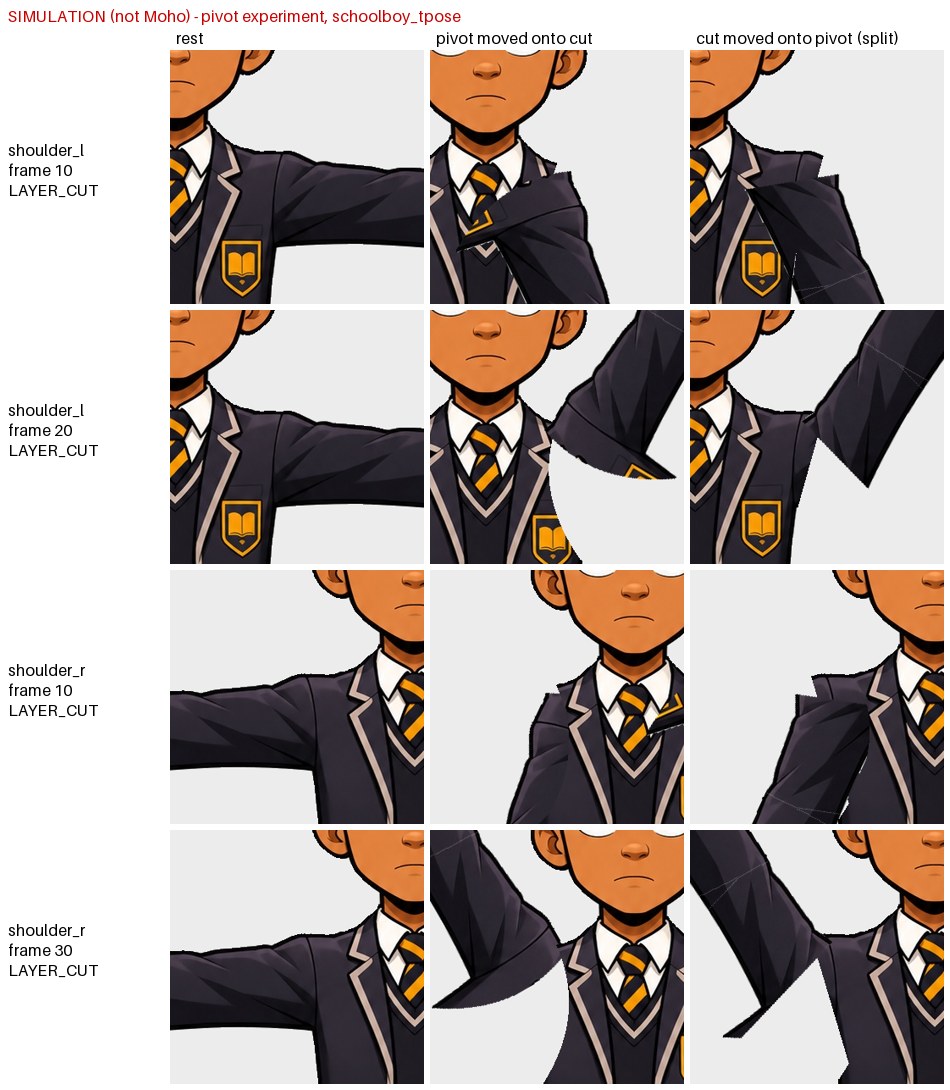 SIMULATION (not Moho) - pivot experiment, schoolboy_tpose
rest
pivot moved onto cut
cut moved onto pivot (split)
shoulder_l
frame 10
LAYER_CUT
shoulder_l
frame 20
LAYER_CUT
shoulder_r
frame 10
LAYER_CUT
shoulder_r
frame 30
LAYER_CUT